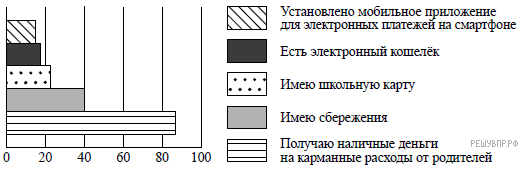 Установлено мобильное приложение
для электронных платежей на смартфоне
Есть электронный кошелёк
Имею школьную карту
Имею сбережения
Получаю наличные деньги
на карманные расходы от родителей
0 20 40 60 80 100
РЕШУВПР.РФ